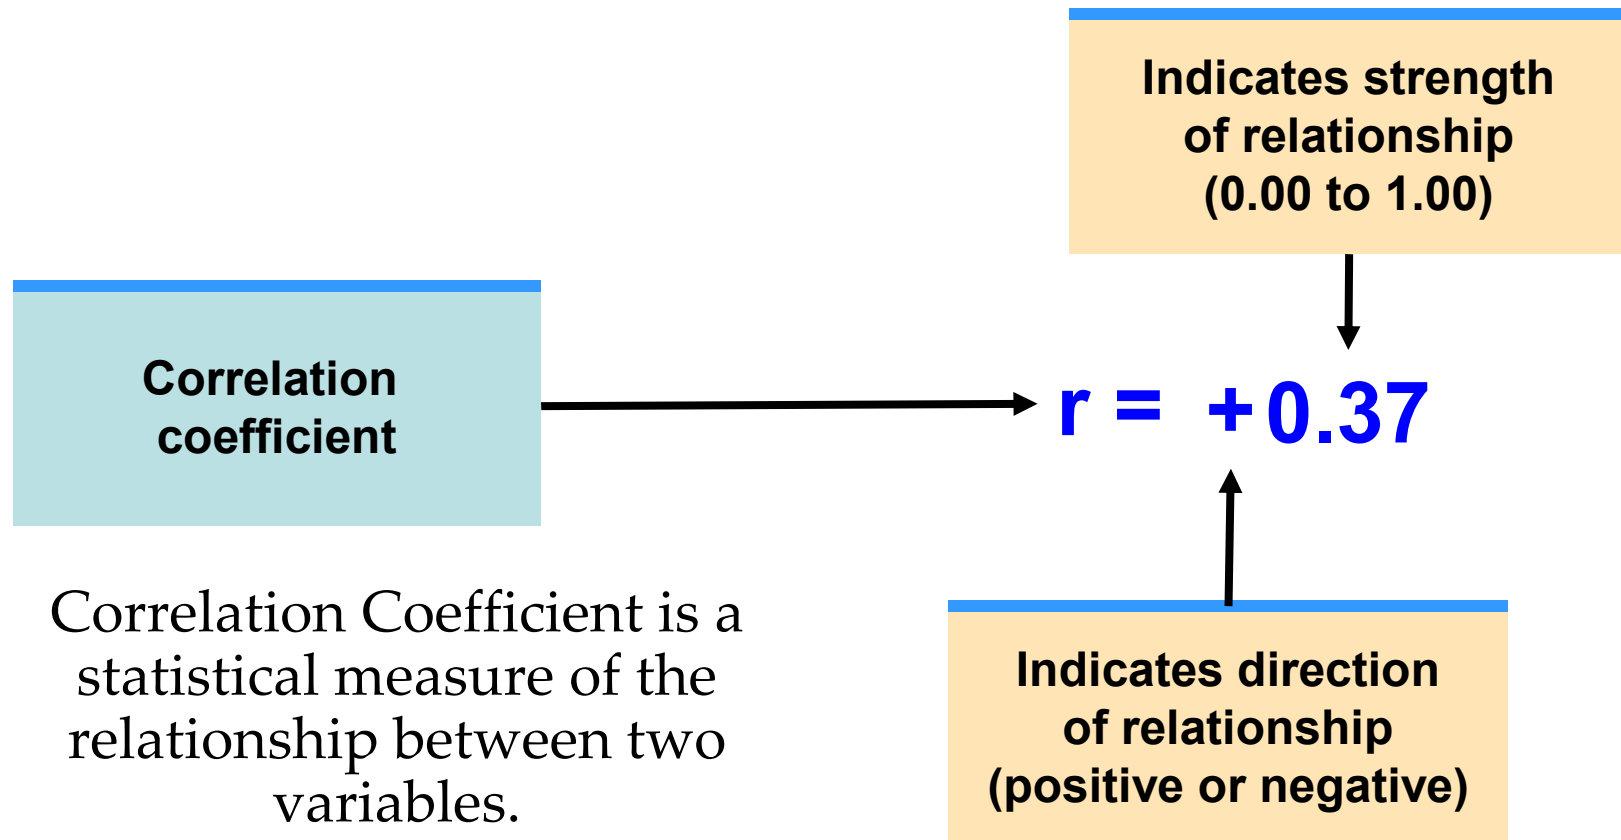 Indicates strength
of relationship
(0.00 to 1.00)
Correlation
coefficient
r = +0.37
Correlation Coefficient is a
statistical measure of the
relationship between two
variables.
Indicates direction
of relationship
(positive or negative)